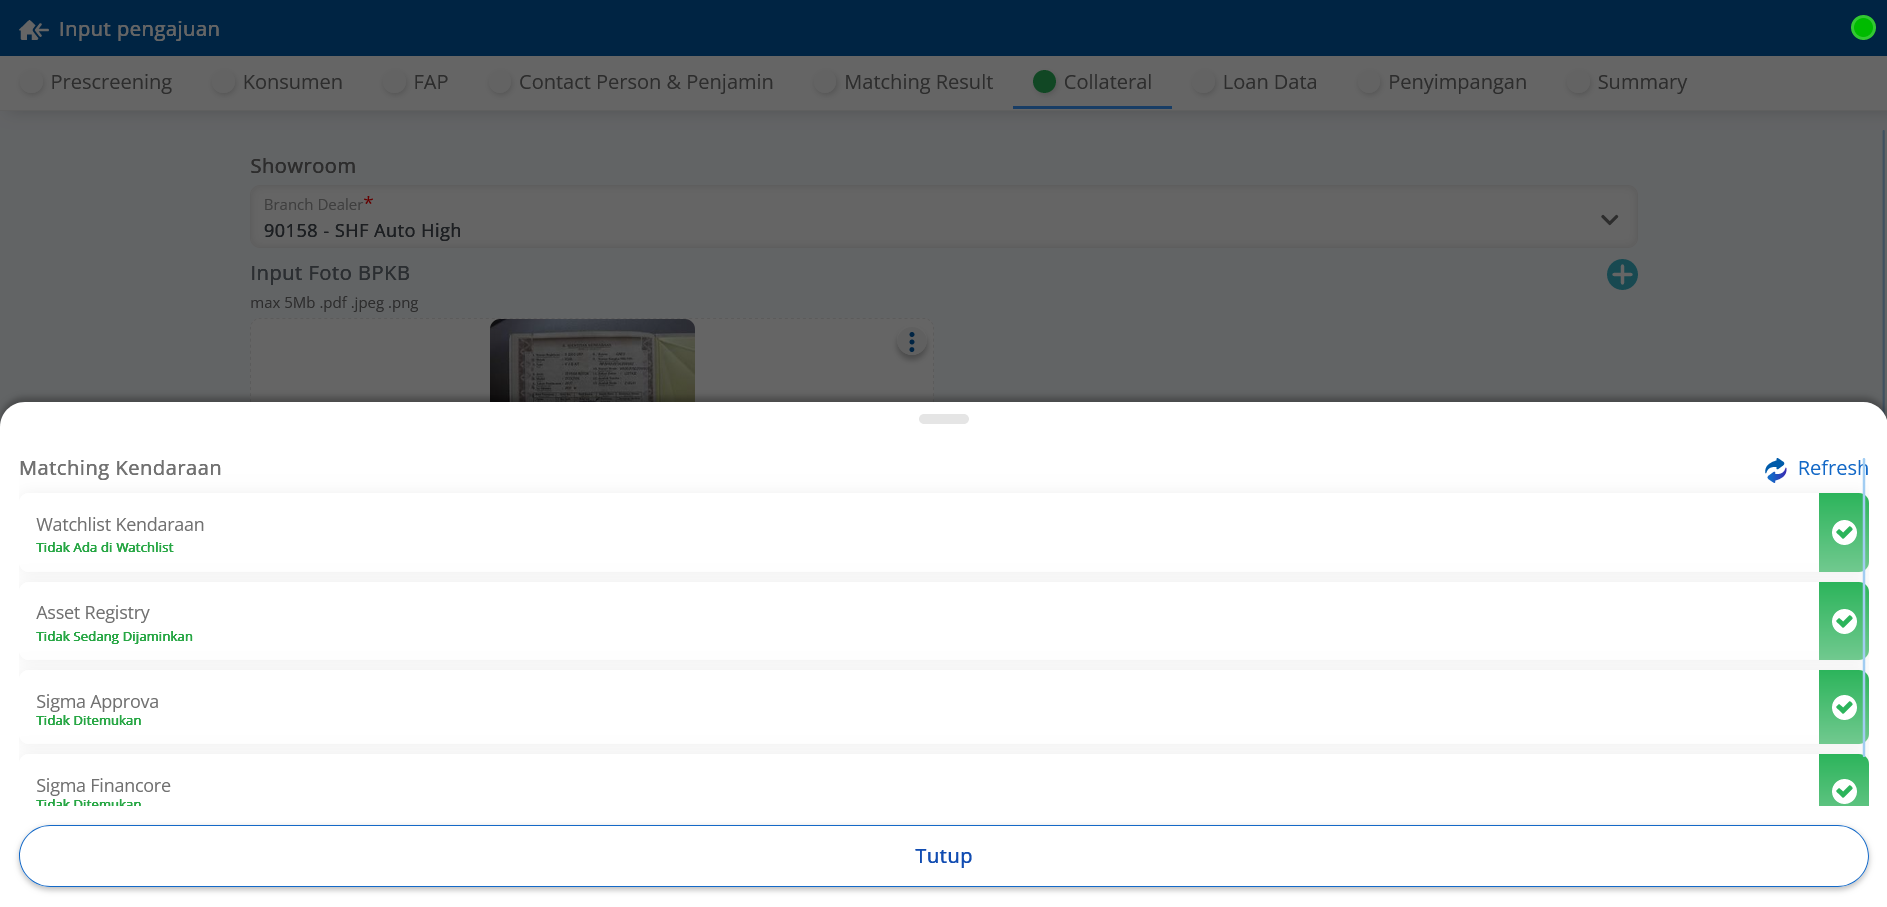 Input pengajuan
Prescreening
Konsumen
FAP
Contact Person & Penjamin
Matching Result
Collateral
Loan Data
Penyimpangan
Summary
Showroom
Branch Dealer*
90158 - SHF Auto High
Input Foto BPKB
max 5Mb .pdf .jpeg .png
Matching Kendaraan
Refresh
Watchlist Kendaraan
Tidak Ada di Watchlist
Asset Registry
Tidak Sedang Dijaminkan
Sigma Approva
Tidak Ditemukan
Sigma Financore
Tidak Ditemukan
Tutup